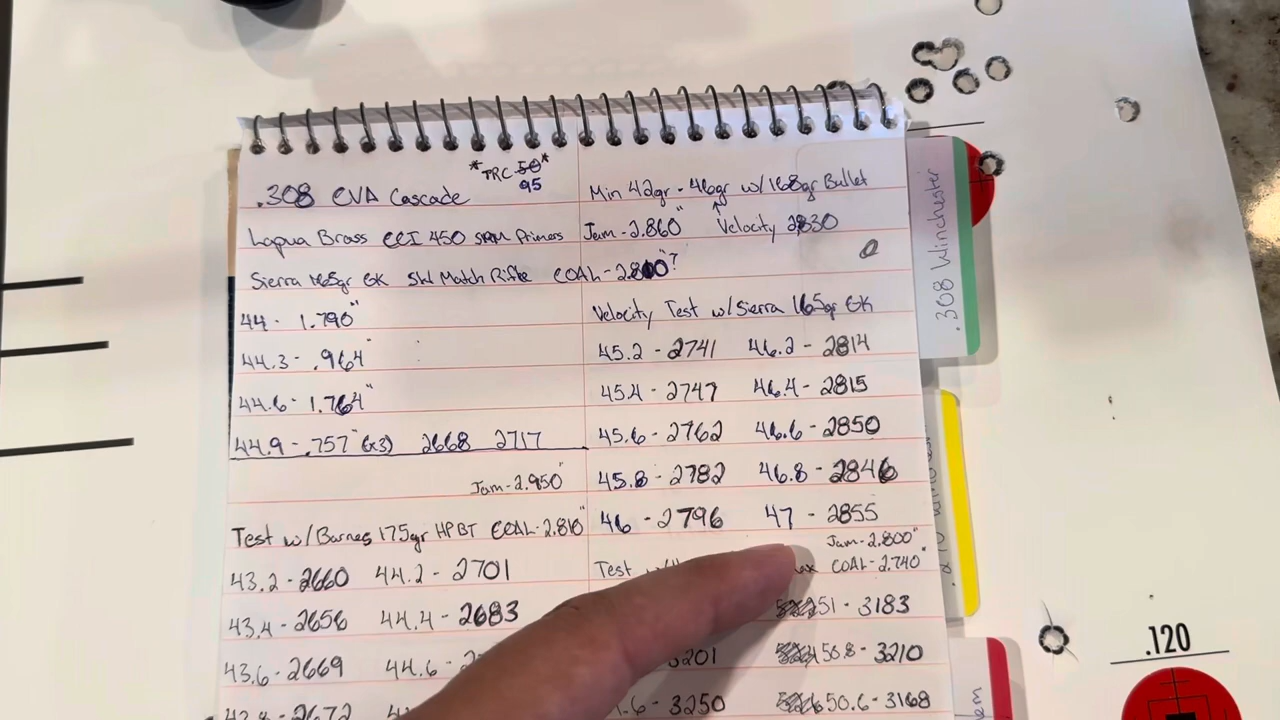 *TRC 50*
95
.308 CVA Cascade
Lapua Brass CCI 450 SRM Primers
Sierra 165gr GK Shl Match Rifle COAL-2.810"?
44 - 1.790"
44.3 - .964"
44.6 - 1.764"
44.9 - .757" (x3) 2668 2717
Jam-2.950"
Test w/ Barnes 175gr HPBT COAL-2.810"
43.2 - 2660 44.2 - 2701
43.4 - 2656 44.4 - 2683
43.6 - 2669 44.6 -
43.8 - 2672
Min 42gr - 46gr w/168gr Bullet
Jam-2.860" ↑ Velocity 2830
Velocity Test w/Sierra 165gr GK
45.2 - 2741 46.2 - 2814
45.4 - 2747 46.4 - 2815
45.6 - 2762 46.6 - 2850
45.8 - 2782 46.8 - 2846
46 - 2796 47 - 2855
Jam-2.800"
Test COAL-2.740"
51 - 3183
3201 50.8 - 3210
.6 - 3250 50.6 - 3168
.308 Winchester
.120